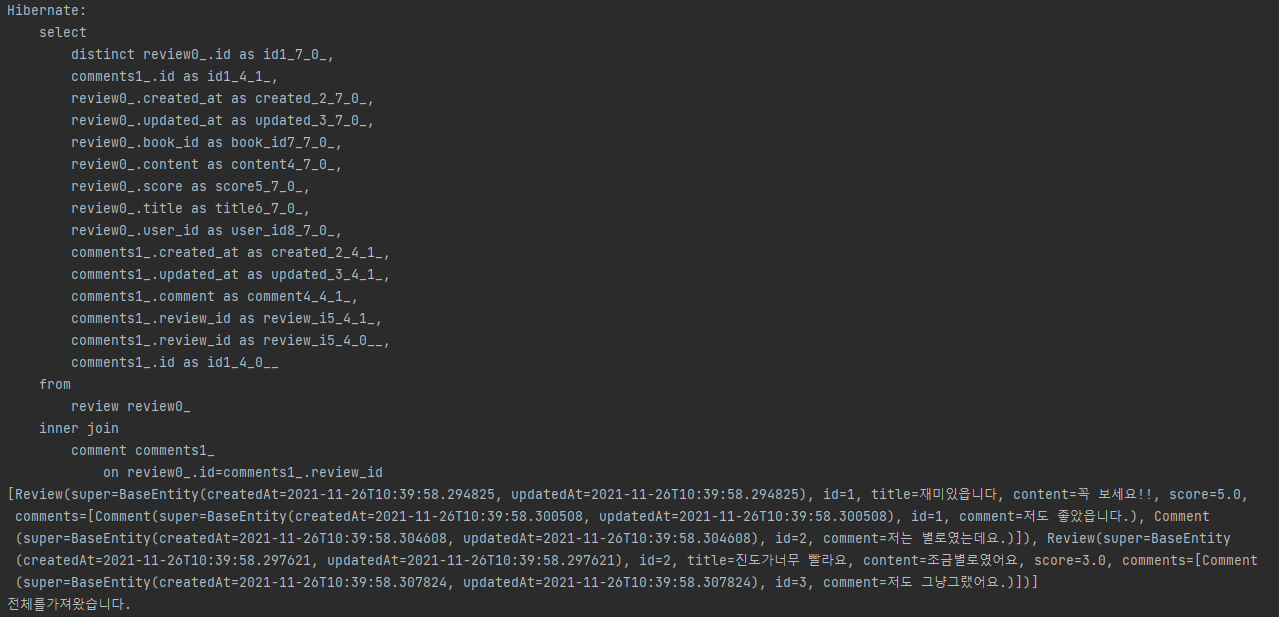 Hibernate:
select
distinct review0_.id as id1_7_0_,
comments1_.id as id1_4_1_,
review0_.created_at as created_2_7_0_,
review0_.updated_at as updated_3_7_0_,
review0_.book_id as book_id7_7_0_,
review0_.content as content4_7_0_,
review0_.score as score5_7_0_,
review0_.title as title6_7_0_,
review0_.user_id as user_id8_7_0_,
comments1_.created_at as created_2_4_1_,
comments1_.updated_at as updated_3_4_1_,
comments1_.comment as comment4_4_1_,
comments1_.review_id as review_i5_4_1_,
comments1_.review_id as review_i5_4_0__,
comments1_.id as id1_4_0__
from
review review0_
inner join
comment comments1_
on review0_.id=comments1_.review_id
[Review(super=BaseEntity(createdAt=2021-11-26T10:39:58.294825, updatedAt=2021-11-26T10:39:58.294825), id=1, title=재미있읍니다, content=꼭 보세요!!, score=5.0,
comments=[Comment(super=BaseEntity(createdAt=2021-11-26T10:39:58.300508, updatedAt=2021-11-26T10:39:58.300508), id=1, comment=저도 좋았읍니다.), Comment
(super=BaseEntity(createdAt=2021-11-26T10:39:58.304608, updatedAt=2021-11-26T10:39:58.304608), id=2, comment=저는 별로였는데요.)]), Review(super=BaseEntity
(createdAt=2021-11-26T10:39:58.297621, updatedAt=2021-11-26T10:39:58.297621), id=2, title=진도가너무 빨라요, content=조금별로였어요, score=3.0, comments=[Comment
(super=BaseEntity(createdAt=2021-11-26T10:39:58.307824, updatedAt=2021-11-26T10:39:58.307824), id=3, comment=저도 그냥그랬어요.)])]
전체를가져왔습니다.